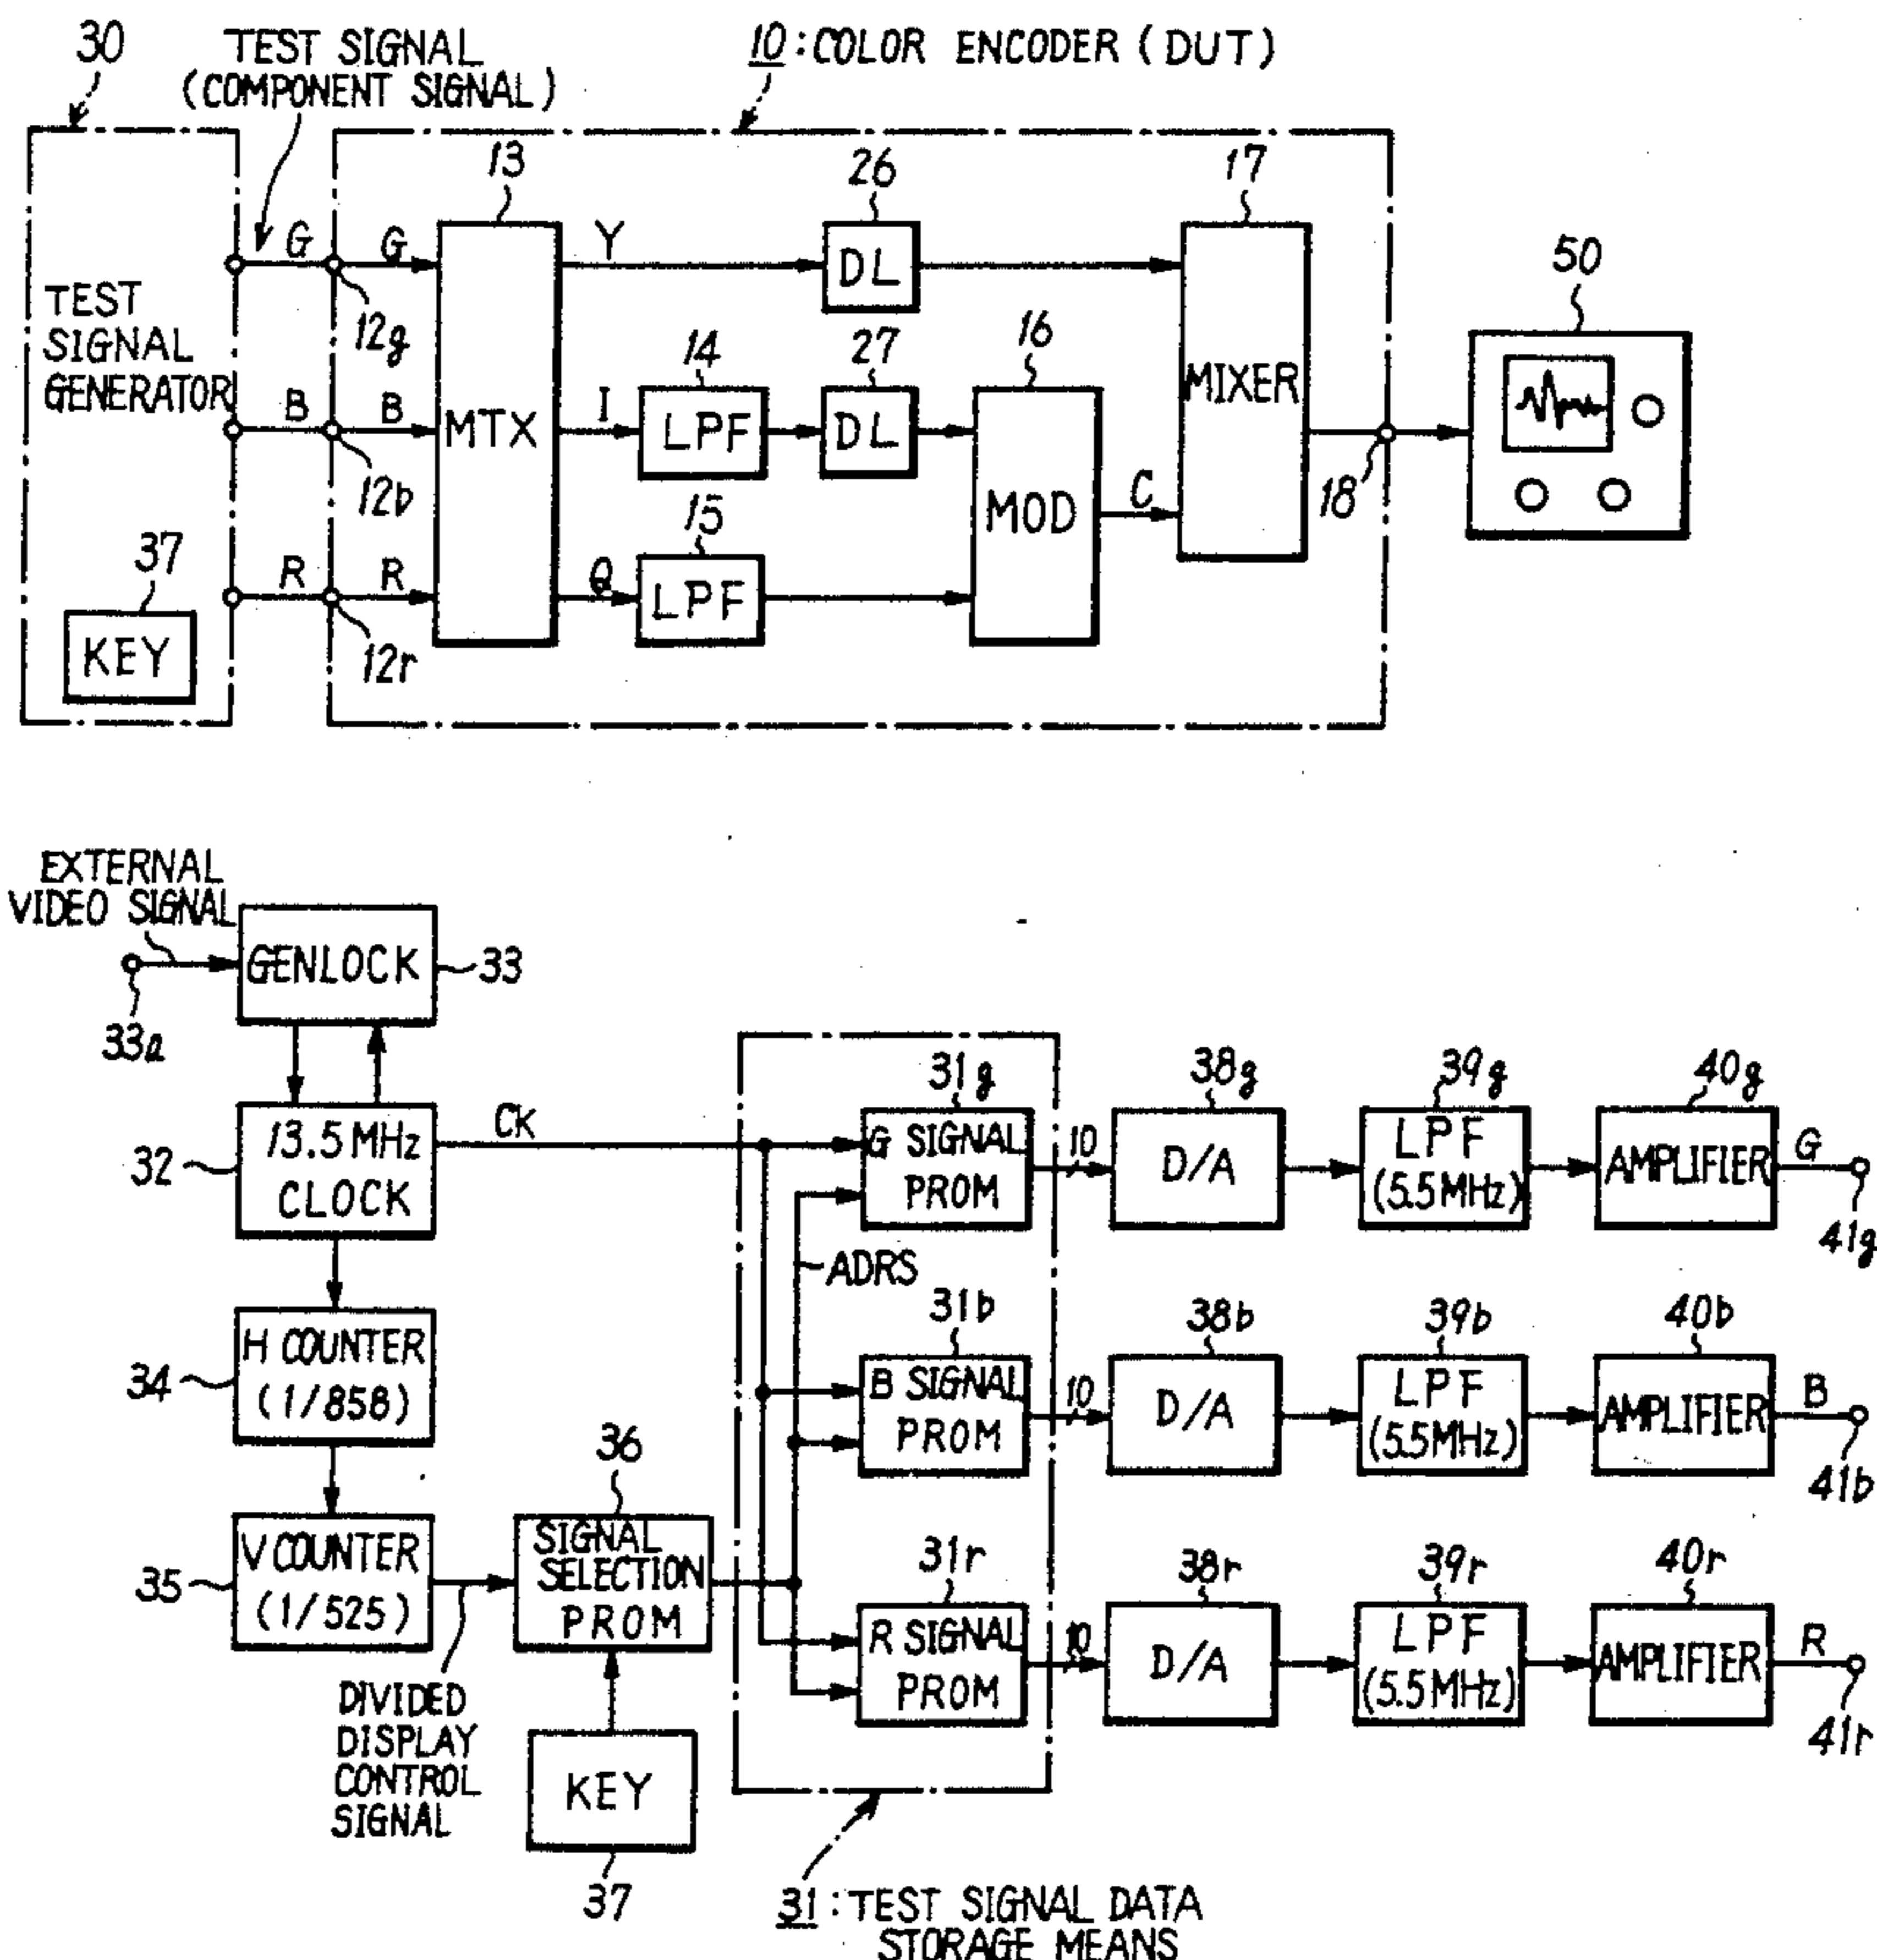 30
TEST SIGNAL
(COMPONENT SIGNAL)
10: COLOR ENCODER (DUT)
13
26
17
G
G
Y
DL
50
TEST
SIGNAL
GENERATOR
12g
14
27
16
MIXER
B
B
MTX
I
LPF
DL
12b
15
MOD
C
18
37
R
R
Q
LPF
KEY
12r
EXTERNAL
VIDEO SIGNAL
GENLOCK
33
33a
31g
38g
39g
40g
32
13.5MHz
CLOCK
CK
G SIGNAL
PROM
10
D/A
LPF
(5.5MHz)
AMPLIFIER
G
41g
ADRS
31b
38b
39b
40b
34
H COUNTER
(1/858)
B SIGNAL
PROM
10
D/A
LPF
(5.5MHz)
AMPLIFIER
B
41b
36
35
V COUNTER
(1/525)
SIGNAL
SELECTION
PROM
31r
38r
39r
40r
R SIGNAL
PROM
10
D/A
LPF
(5.5MHz)
AMPLIFIER
R
41r
DIVIDED
DISPLAY
CONTROL
SIGNAL
KEY
37
31: TEST SIGNAL DATA
STORAGE MEANS